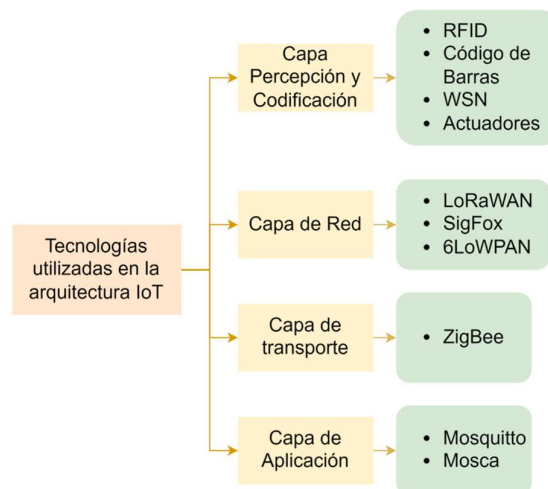 Tecnologías
utilizadas en la
arquitectura IoT
Capa
Percepción y
Codificación
• RFID
• Código de
Barras
• WSN
• Actuadores
Capa de Red
• LoRaWAN
• SigFox
• 6LoWPAN
Capa de
transporte
• ZigBee
Capa de
Aplicación
• Mosquitto
• Mosca